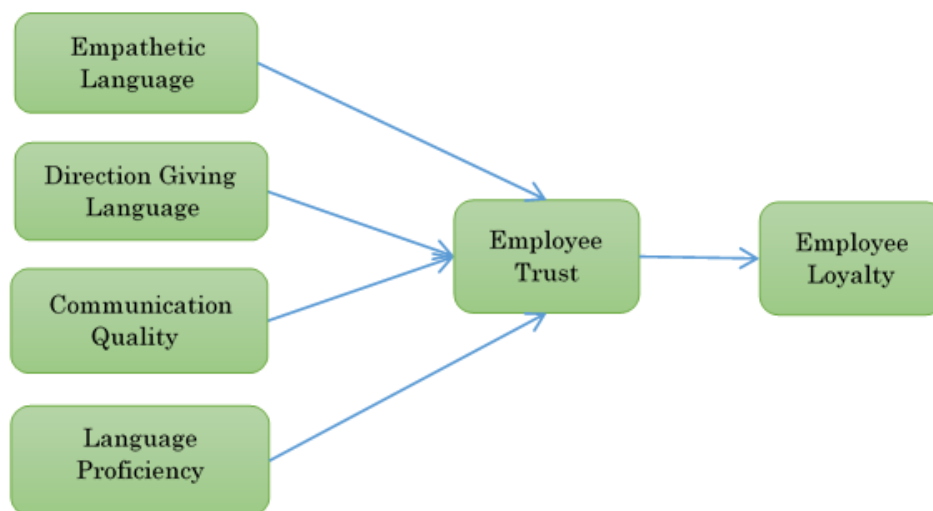 Empathetic
Language
Direction Giving
Language
Communication
Quality
Language
Proficiency
Employee
Trust
Employee
Loyalty